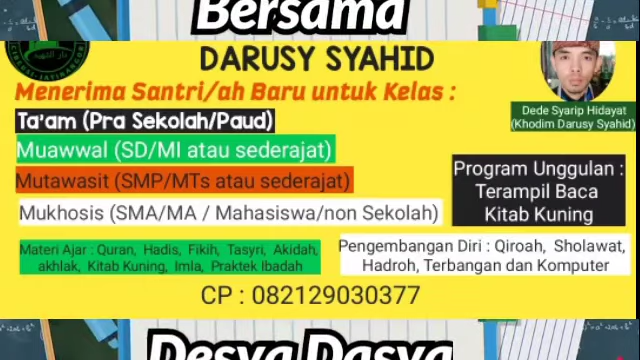 Bersama
DARUSY SYAHID
Menerima Santri/ah Baru untuk Kelas :
Ta'am (Pra Sekolah/Paud)
Muawwal (SD/MI atau sederajat)
Mutawasit (SMP/MTs atau sederajat)
Mukhosis (SMA/MA / Mahasiswa/non Sekolah)
Dede Syarip Hidayat
(Khodim Darusy Syahid)
Program Unggulan :
Terampil Baca
Kitab Kuning
Materi Ajar : Quran, Hadis, Fikih, Tasyri, Akidah,
akhlak, Kitab Kuning, Imla, Praktek Ibadah
Pengembangan Diri : Qiroah, Sholawat,
Hadroh, Terbangan dan Komputer
CP : 082129030377
Desya Dasya